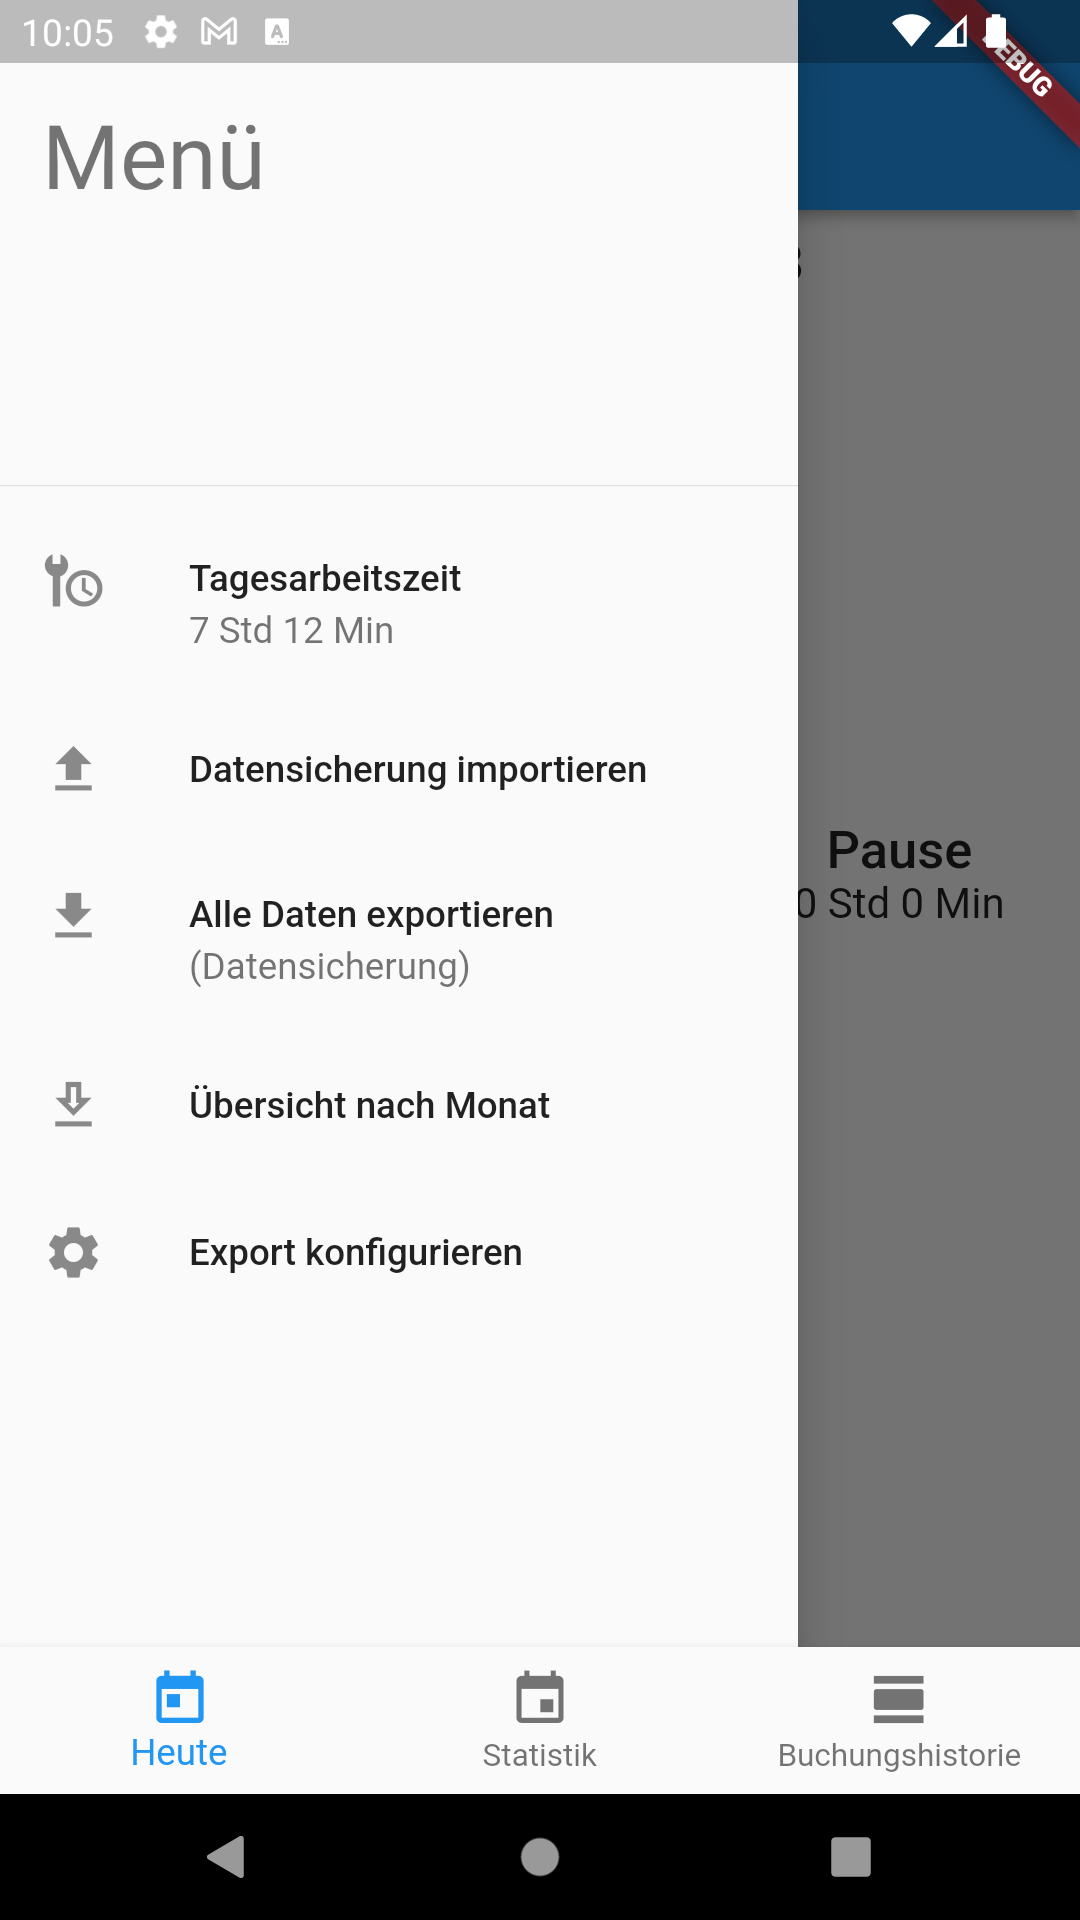 10:05
Menü
Tagesarbeitszeit
7 Std 12 Min
Datensicherung importieren
Alle Daten exportieren
(Datensicherung)
Übersicht nach Monat
Export konfigurieren
Pause
0 Std 0 Min
Heute
Statistik
Buchungshistorie